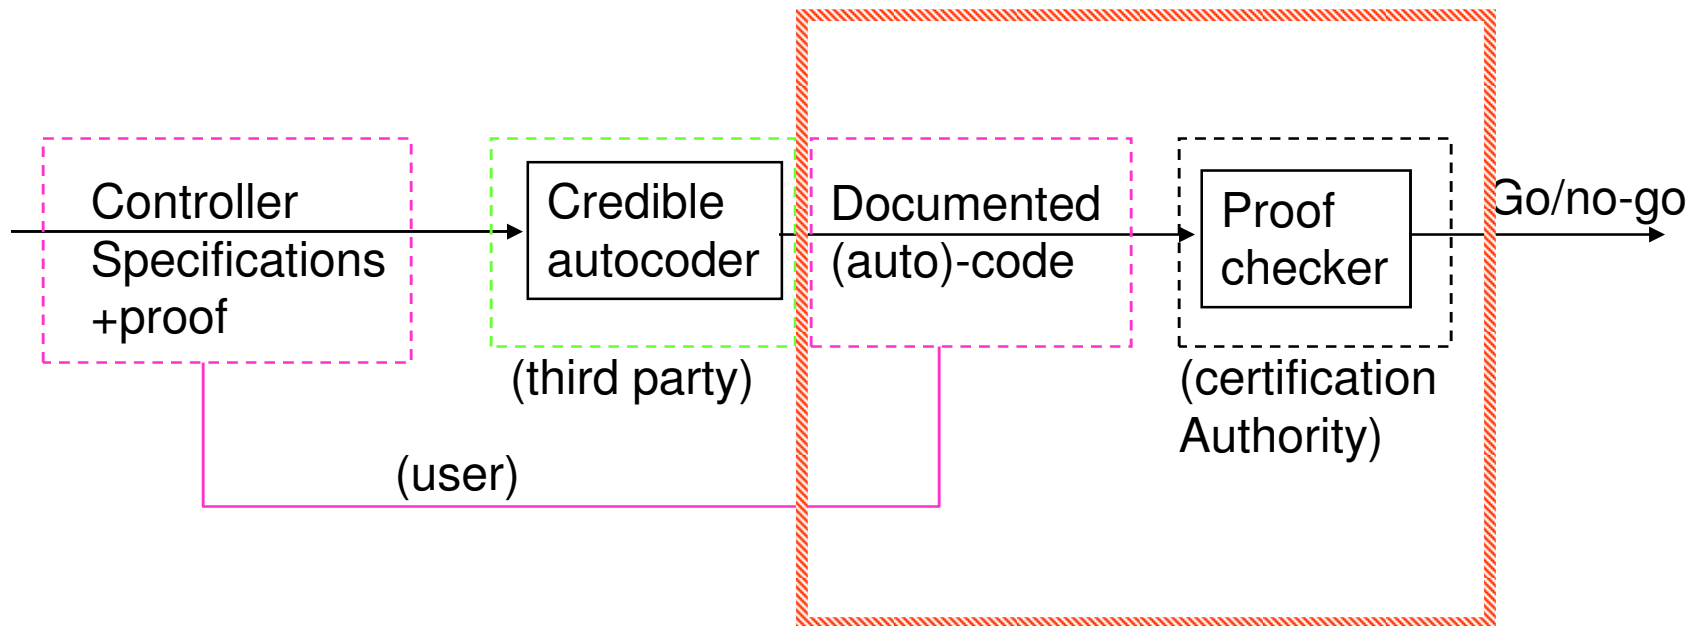 Controller
Specifications
+proof
Credible
autocoder
(third party)
Documented
(auto)-code
Proof
checker
(certification
Authority)
Go/no-go
(user)